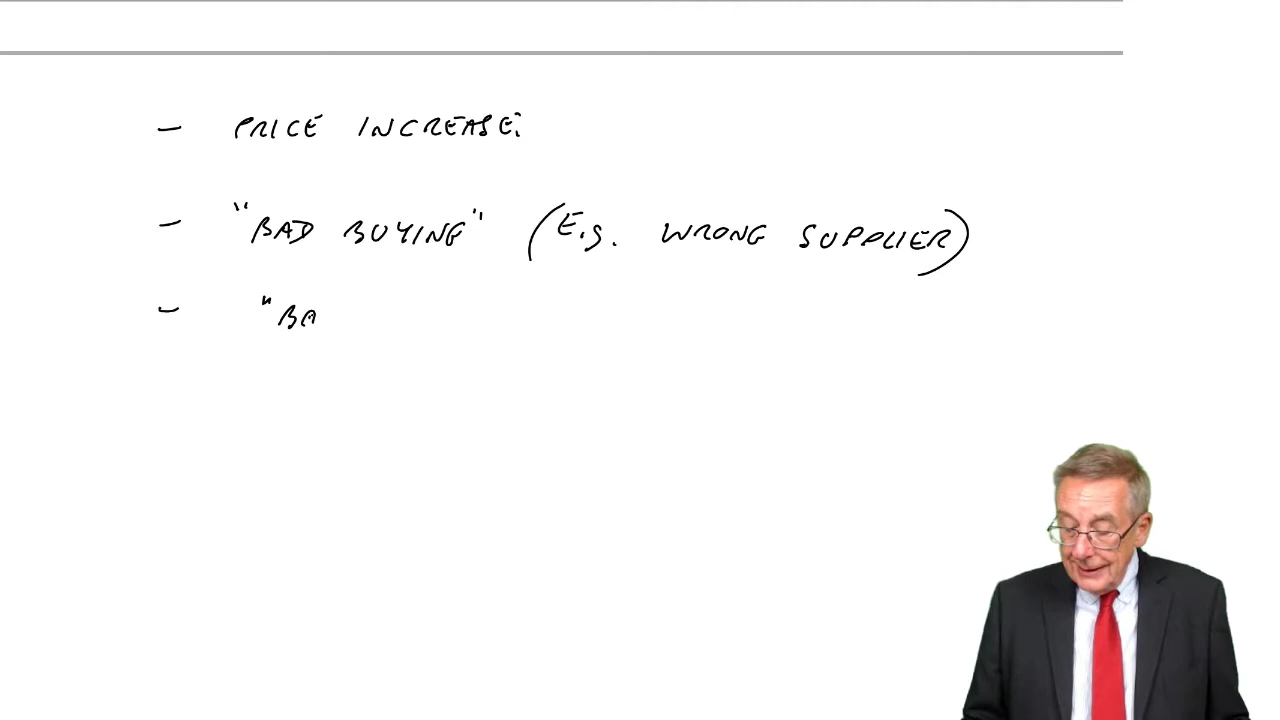 - PRICE INCREASE.
- "BAD BUYING" (E.g. WRONG SUPPLIER)
- "BA